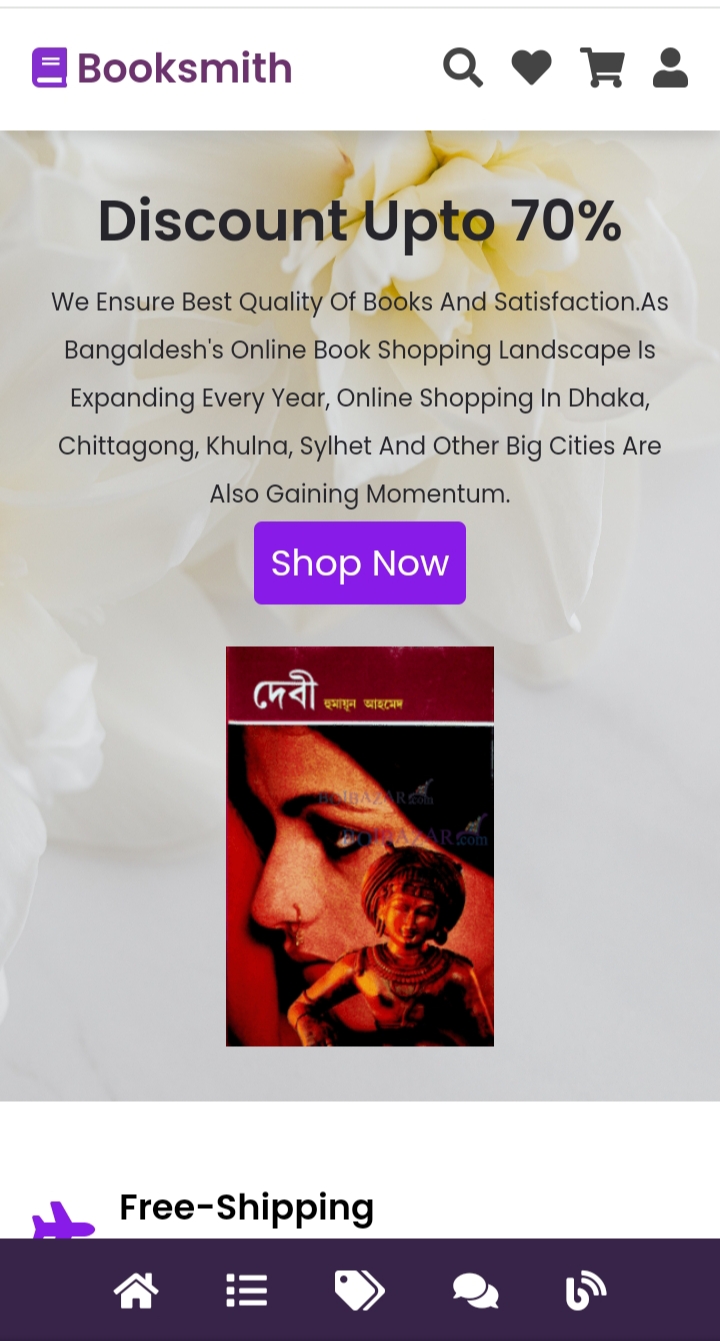 Booksmith
Discount Upto 70%
We Ensure Best Quality Of Books And Satisfaction.As
Bangaldesh's Online Book Shopping Landscape Is
Expanding Every Year, Online Shopping In Dhaka,
Chittagong, Khulna, Sylhet And Other Big Cities Are
Also Gaining Momentum.
Shop Now
দেবী হুমায়ূন আহমেদ
BOIBAZAR.com
BOIBAZAR.com
Free-Shipping